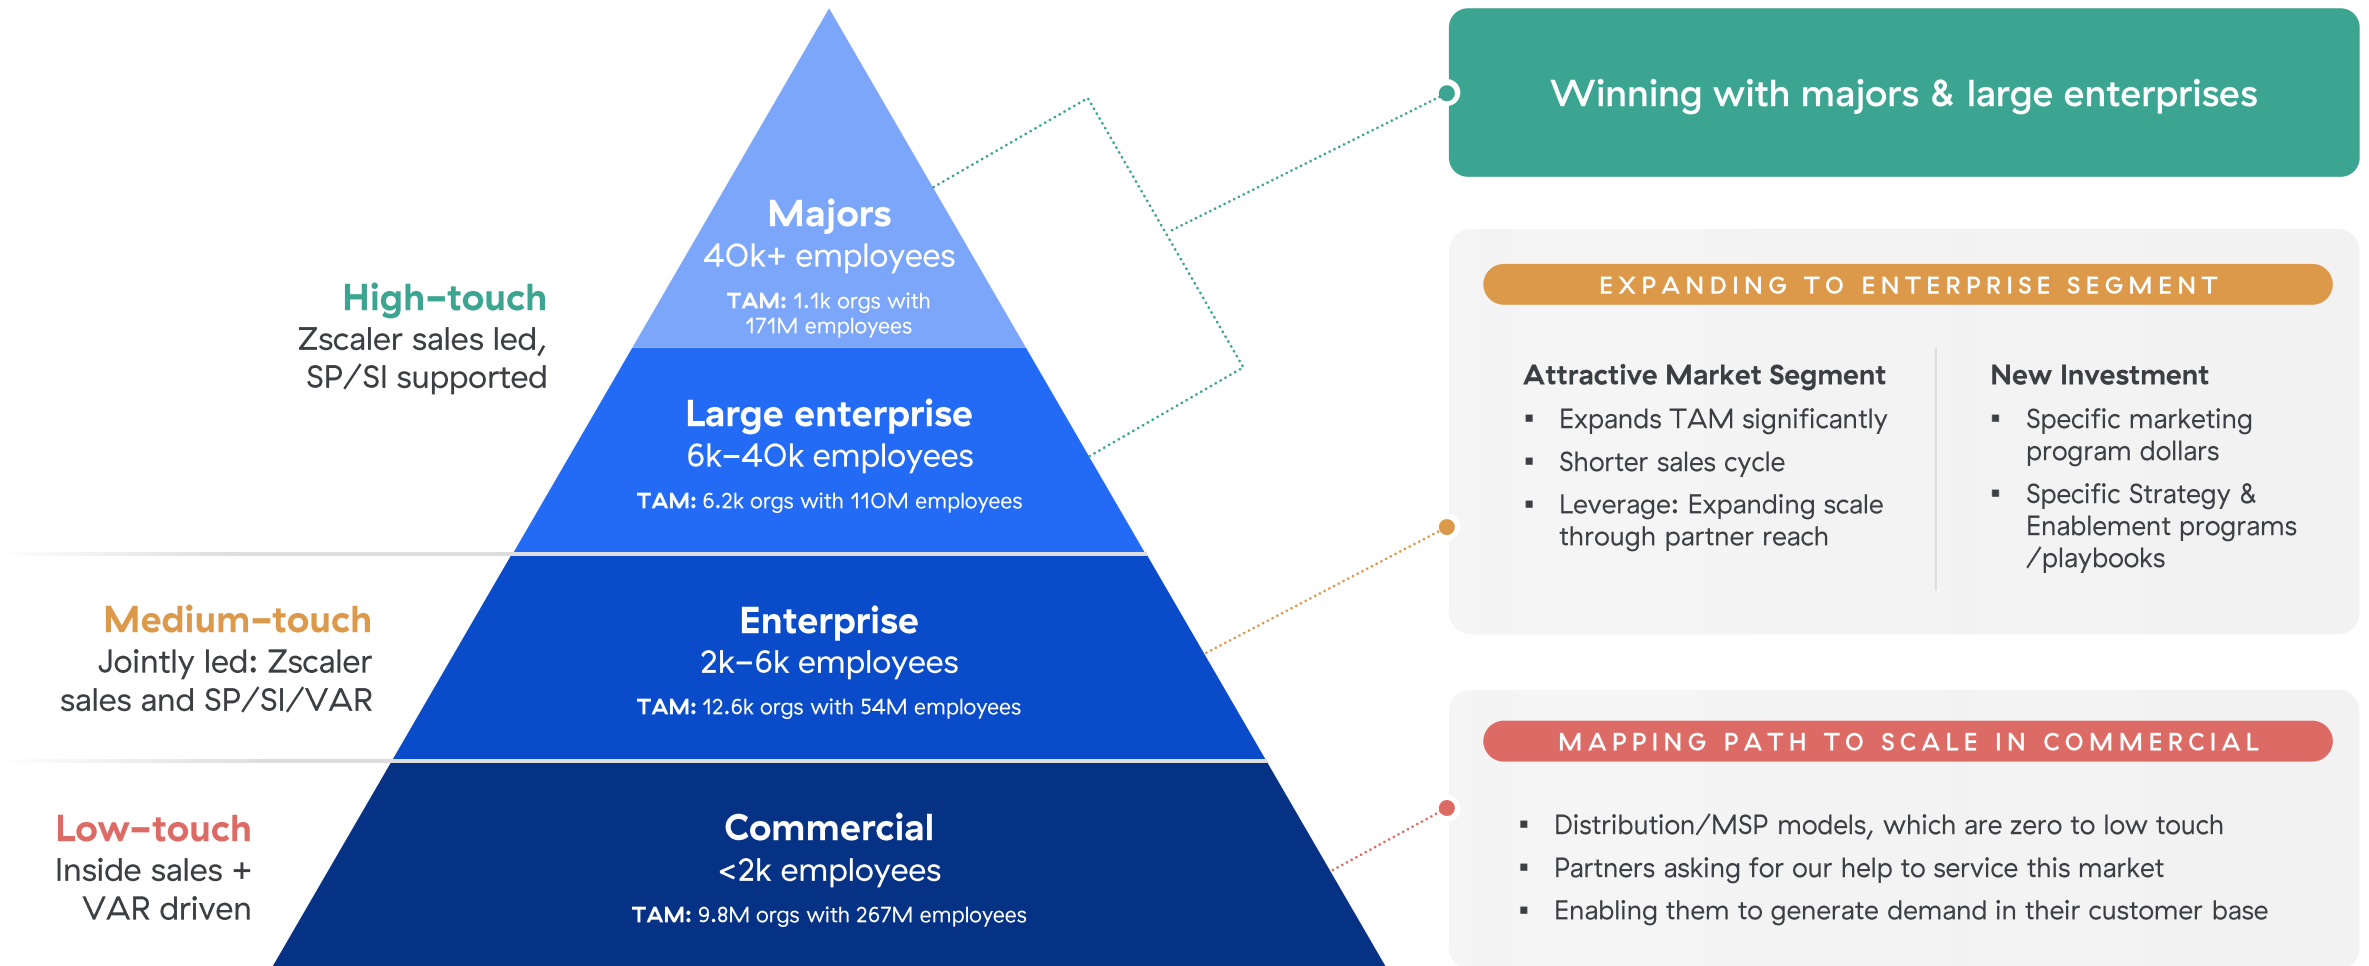 Majors
40k+ employees
TAM: 1.1k orgs with
171M employees
High-touch
Zscaler sales led,
SP/SI supported
Large enterprise
6k–40k employees
TAM: 6.2k orgs with 110M employees
Medium-touch
Jointly led: Zscaler
sales and SP/SI/VAR
Enterprise
2k–6k employees
TAM: 12.6k orgs with 54M employees
Low-touch
Inside sales +
VAR driven
Commercial
<2k employees
TAM: 9.8M orgs with 267M employees
Winning with majors & large enterprises
EXPANDING TO ENTERPRISE SEGMENT
Attractive Market Segment
▪ Expands TAM significantly
▪ Shorter sales cycle
▪ Leverage: Expanding scale
through partner reach
New Investment
▪ Specific marketing
program dollars
▪ Specific Strategy &
Enablement programs
/playbooks
MAPPING PATH TO SCALE IN COMMERCIAL
▪ Distribution/MSP models, which are zero to low touch
▪ Partners asking for our help to service this market
▪ Enabling them to generate demand in their customer base